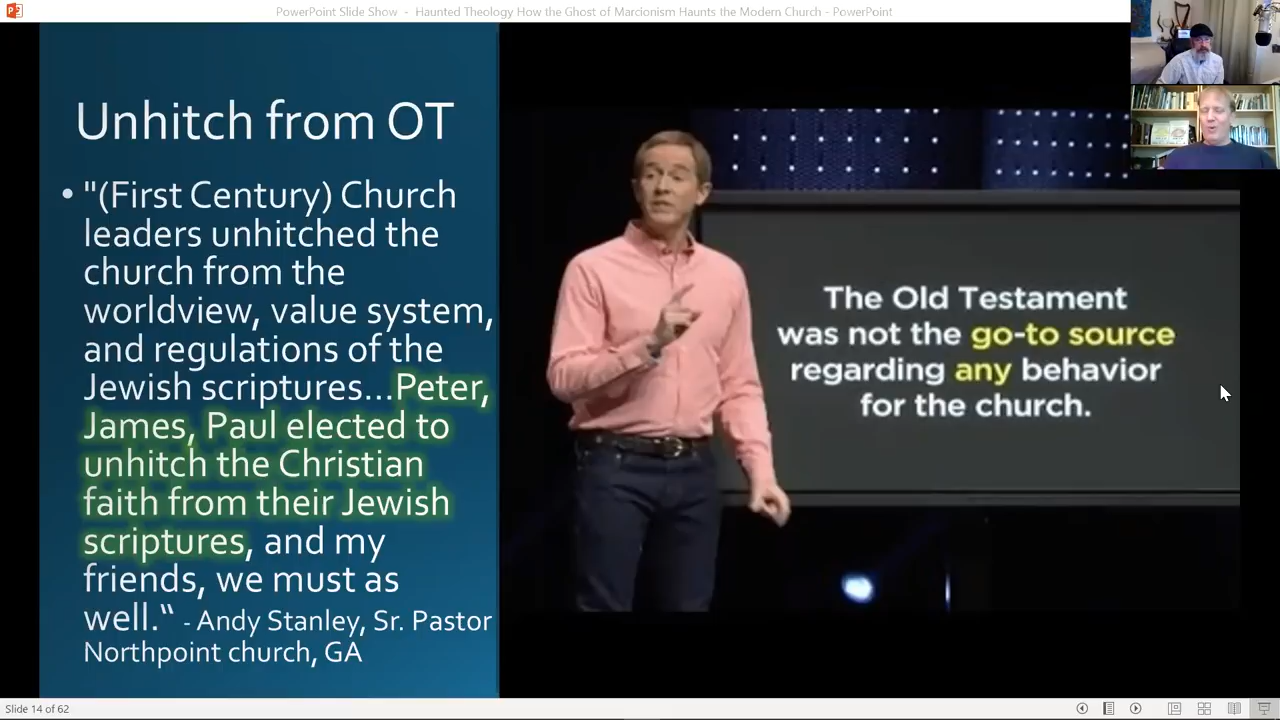 PowerPoint Slide Show - Haunted Theology How the Ghost of Marcionism Haunts the Modern Church - PowerPoint
Unhitch from OT
• "(First Century) Church
leaders unhitched the
church from the
worldview, value system,
and regulations of the
Jewish scriptures...Peter,
James, Paul elected to
unhitch the Christian
faith from their Jewish
scriptures, and my
friends, we must as
well.“ - Andy Stanley, Sr. Pastor
Northpoint church, GA
The Old Testament
was not the go-to source
regarding any behavior
for the church.
Slide 14 of 62